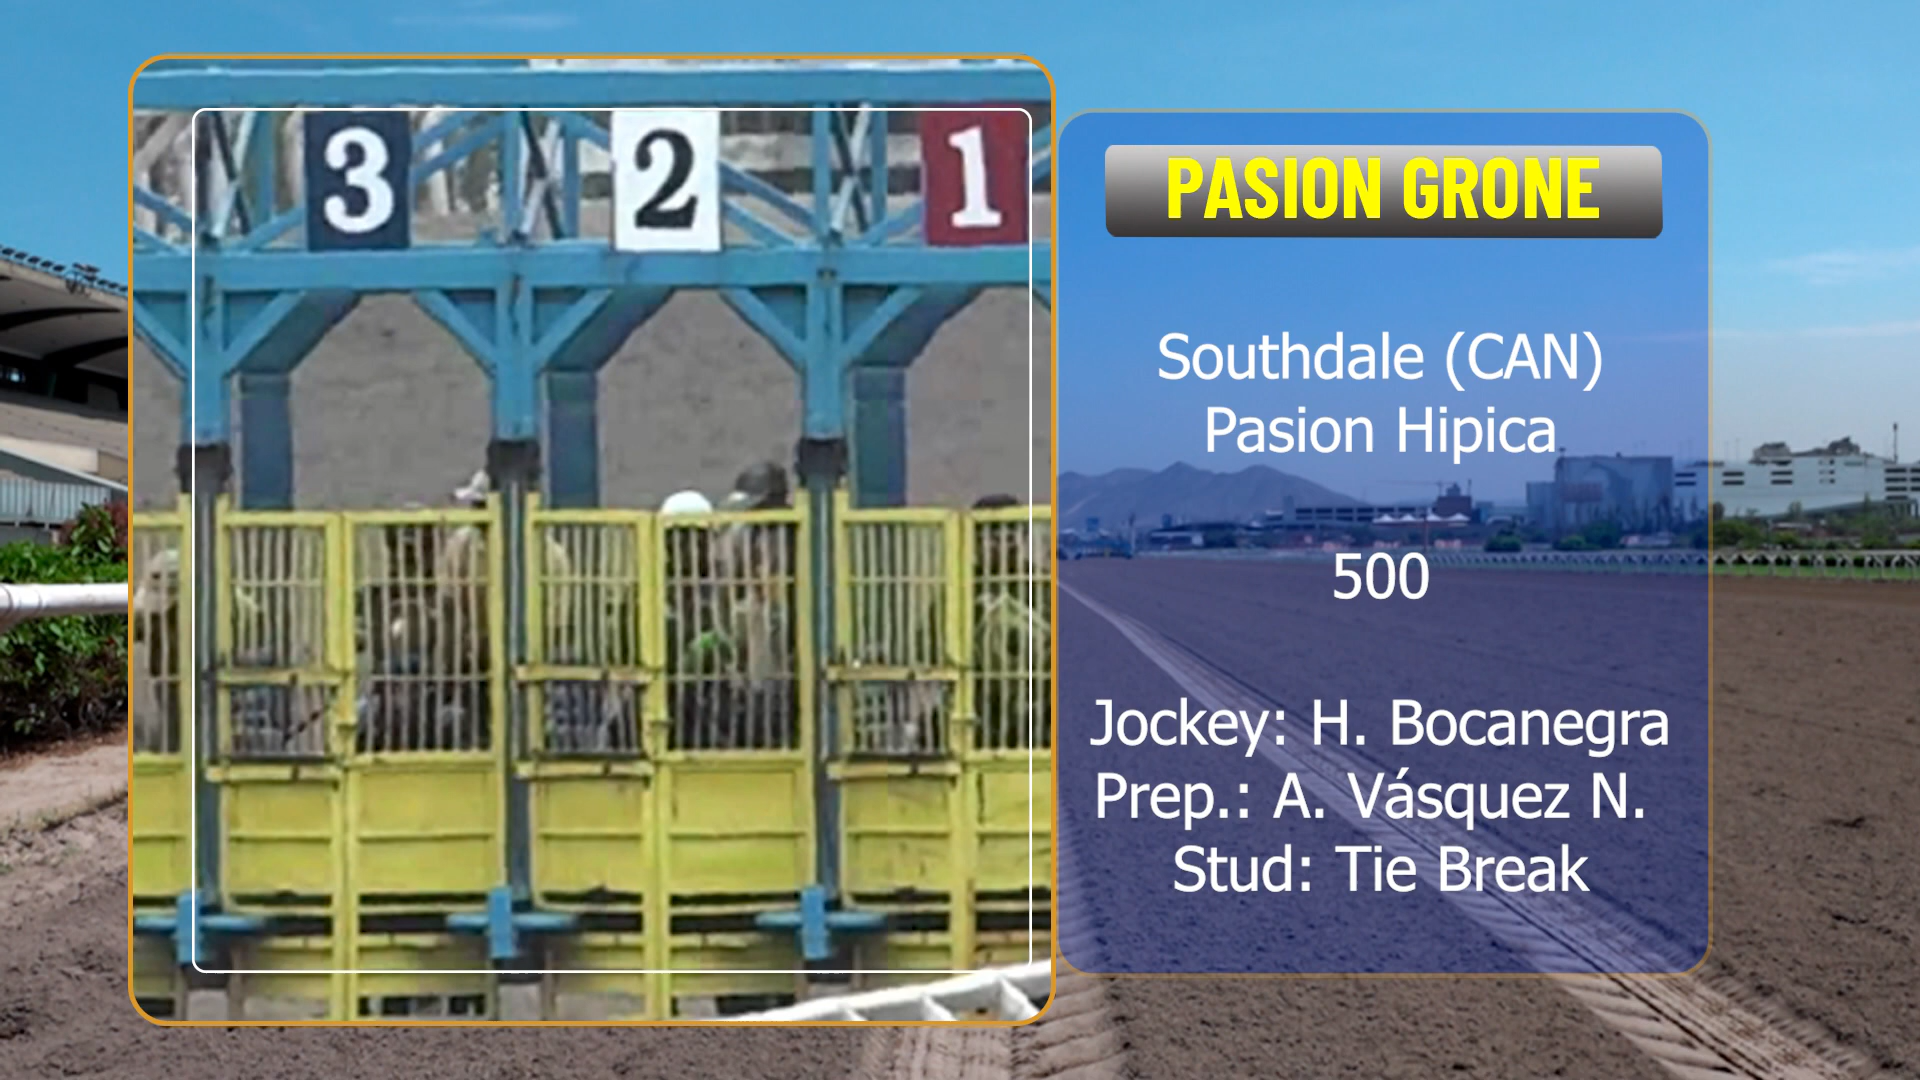 3 2 1
PASION GRONE
Southdale (CAN)
Pasion Hipica
500
Jockey: H. Bocanegra
Prep.: A. Vásquez N.
Stud: Tie Break